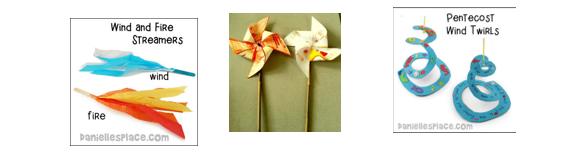 Wind and Fire
Streamers
wind
fire
DaniellesPlace.com
Pentecost
Wind Twirls
DaniellesPlace.com